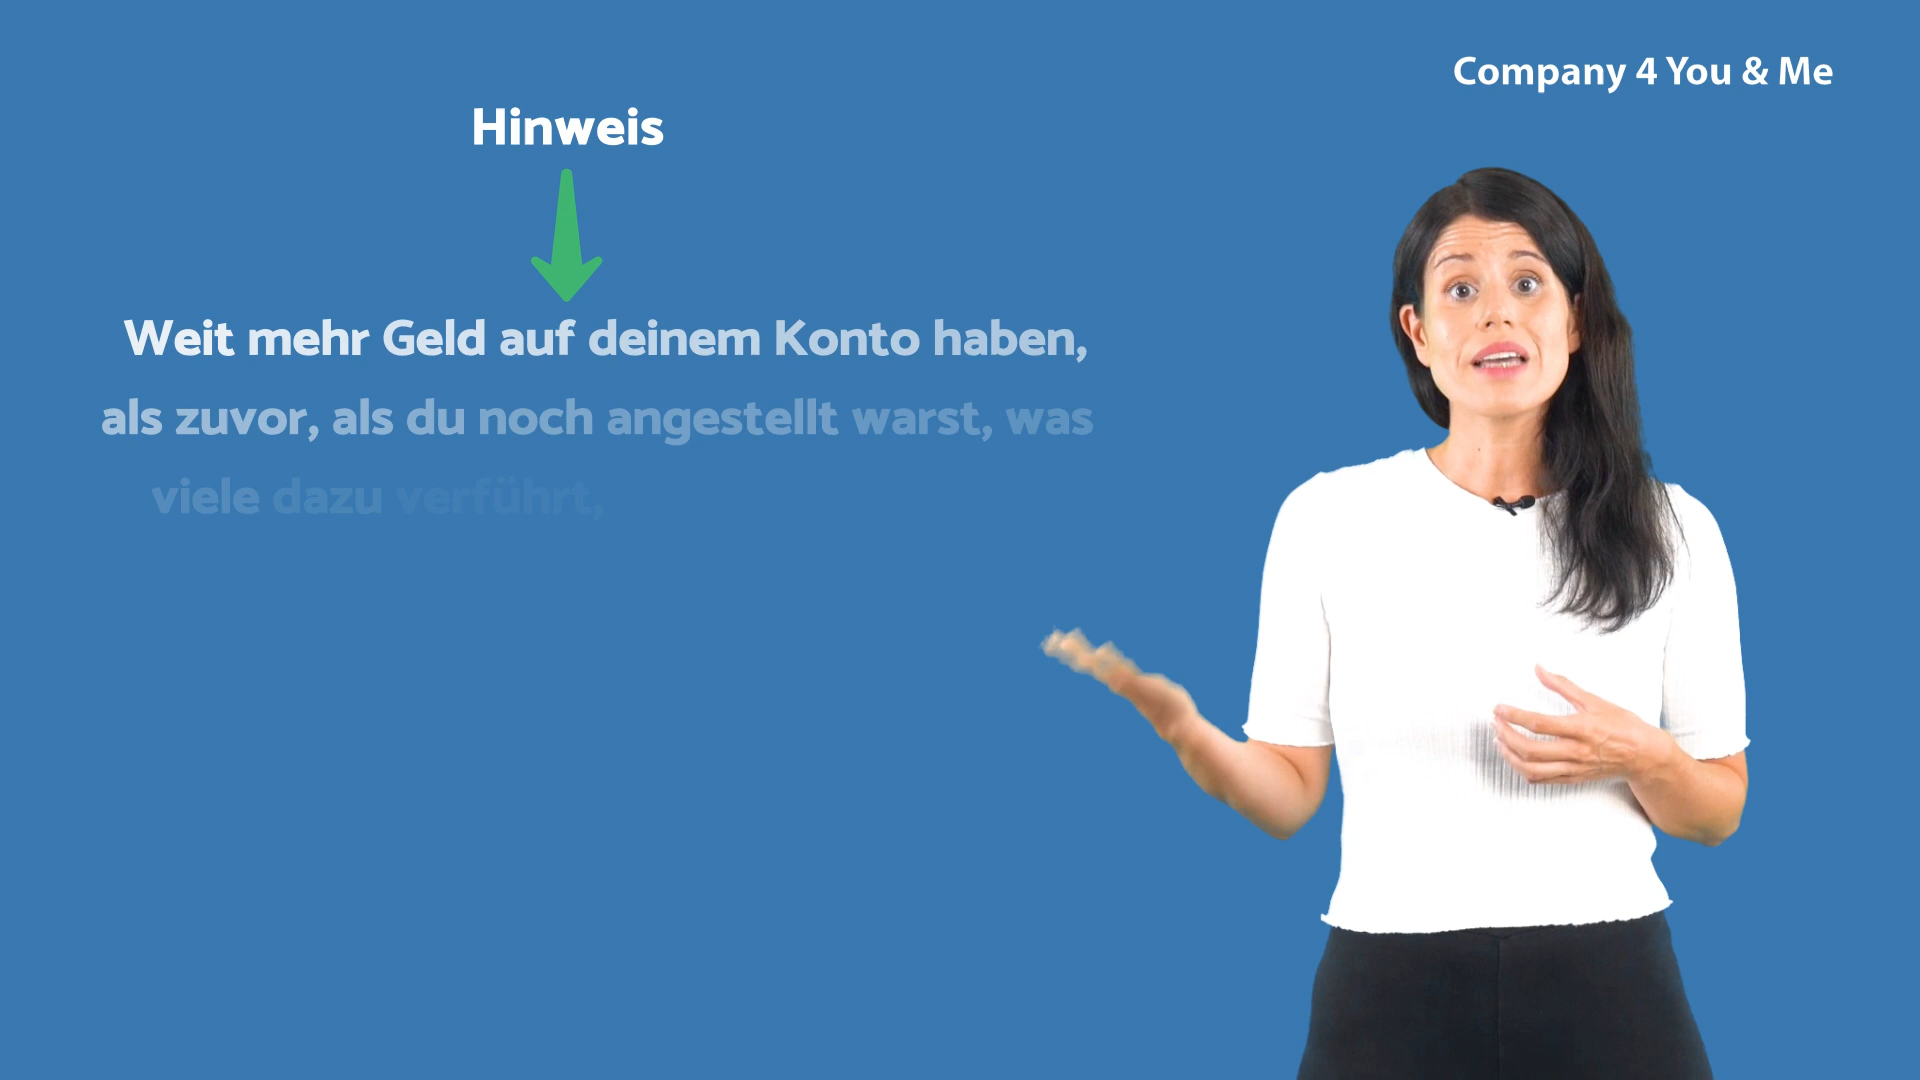 Company 4 You & Me
Hinweis
Weit mehr Geld auf deinem Konto haben,
als zuvor, als du noch angestellt warst, was
viele dazu verführt,